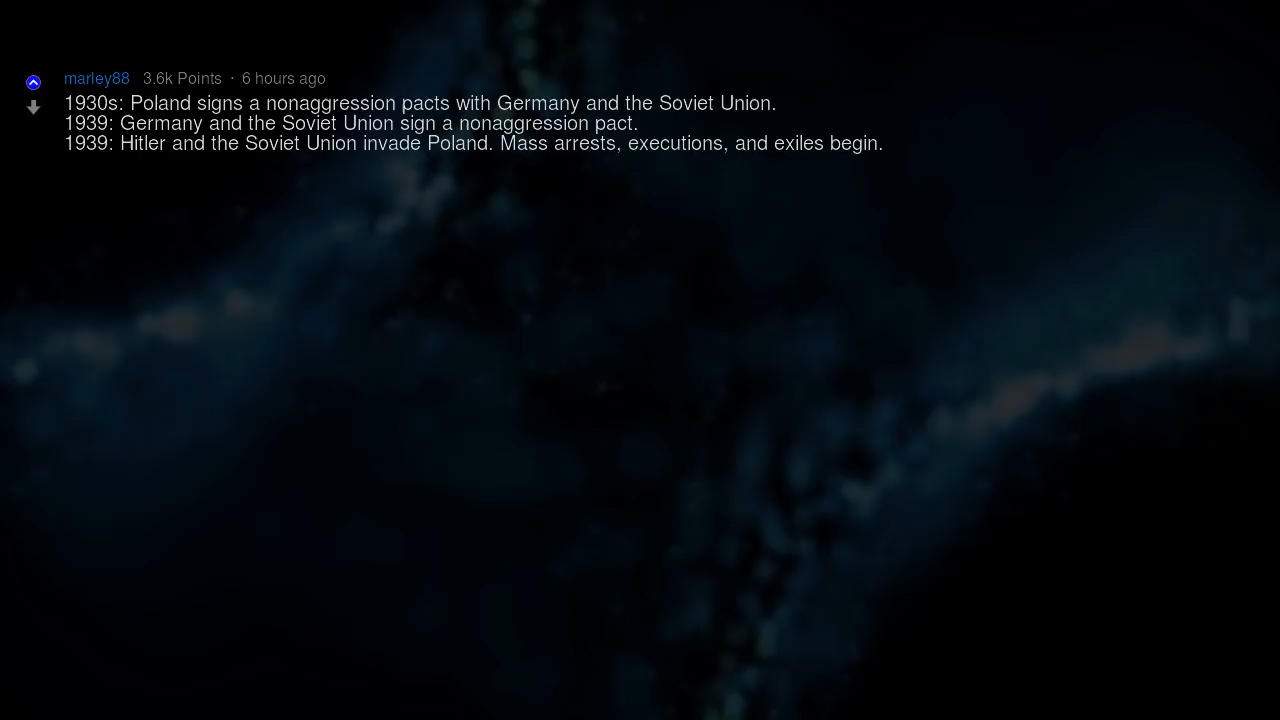 marley88 3.6k Points · 6 hours ago
1930s: Poland signs a nonaggression pacts with Germany and the Soviet Union.
1939: Germany and the Soviet Union sign a nonaggression pact.
1939: Hitler and the Soviet Union invade Poland. Mass arrests, executions, and exiles begin.